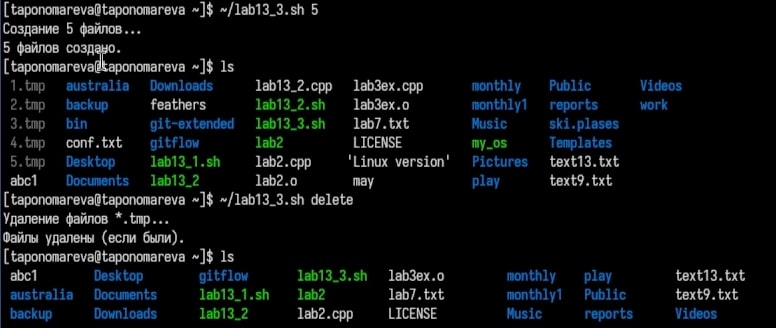 [taponomareva@taponomareva ~]$ ~/lab13_3.sh 5
Создание 5 файлов...
5 файлов создано.
[taponomareva@taponomareva ~]$ ls
1.tmp australia Downloads lab13_2.cpp lab3ex.cpp monthly Public Videos
2.tmp backup feathers lab13_2.sh lab3ex.o monthly1 reports work
3.tmp bin git-extended lab13_3.sh lab7.txt Music ski.plases
4.tmp conf.txt gitflow lab2 LICENSE my_os Templates
5.tmp Desktop lab13_1.sh lab2.cpp 'Linux version' Pictures text13.txt
abc1 Documents lab13_2 lab2.o may play text9.txt
[taponomareva@taponomareva ~]$ ~/lab13_3.sh delete
Удаление файлов *.tmp...
Файлы удалены (если были).
[taponomareva@taponomareva ~]$ ls
abc1 Desktop gitflow lab13_3.sh lab3ex.o monthly play text13.txt
australia Documents lab13_1.sh lab2 lab7.txt monthly1 Public text9.txt
backup Downloads lab13_2 lab2.cpp LICENSE Music reports Videos